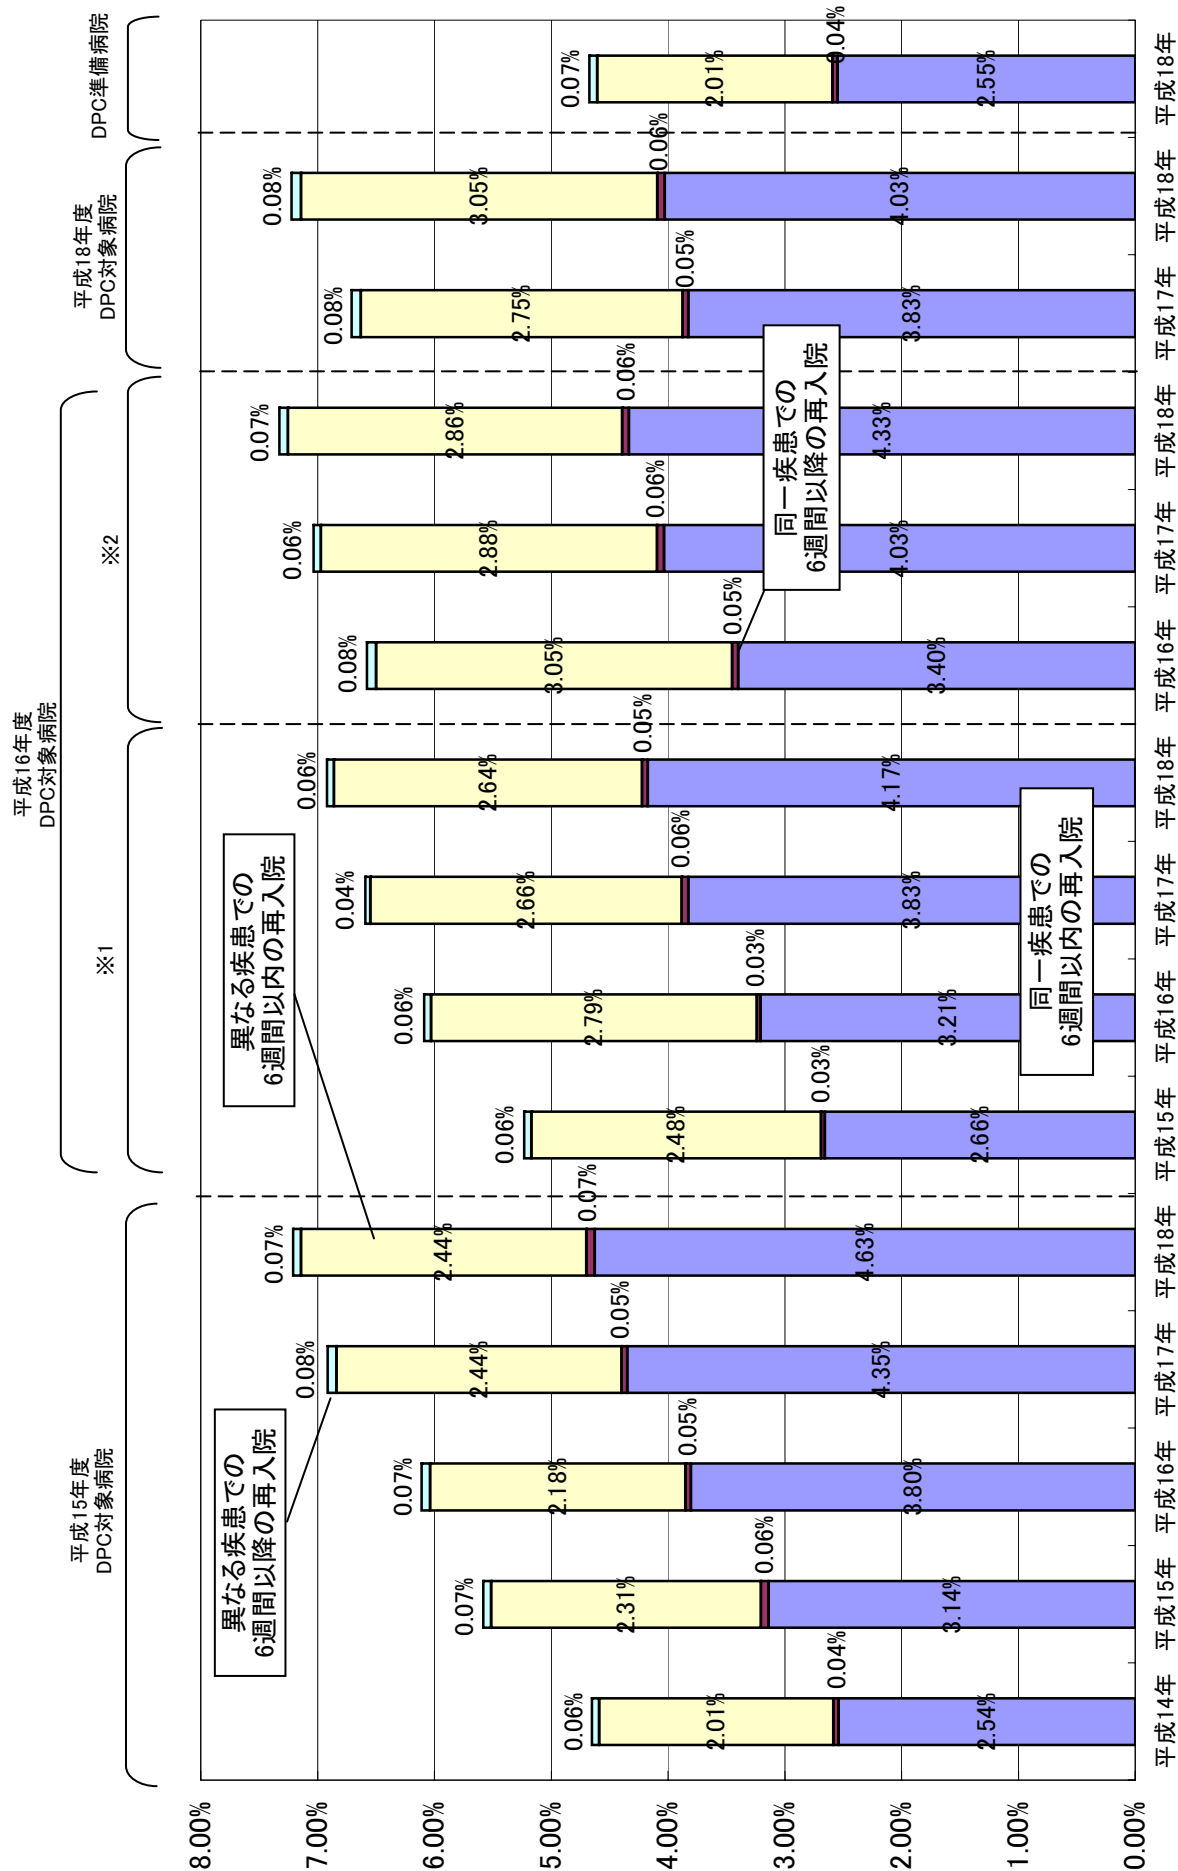 平成15年度
DPC対象病院
平成16年度
DPC対象病院
※1
※2
平成18年度
DPC対象病院
DPC準備病院
8.00%
7.00%
6.00%
5.00%
4.00%
3.00%
2.00%
1.00%
0.00%
異なる疾患での
6週間以降の再入院
異なる疾患での
6週間以内の再入院
同一疾患での
6週間以降の再入院
同一疾患での
6週間以内の再入院
0.06%
2.01%
0.04%
2.54%
平成14年
0.07%
2.31%
0.06%
3.14%
平成15年
0.07%
2.18%
0.05%
3.80%
平成16年
0.08%
2.44%
0.05%
4.35%
平成17年
0.07%
2.44%
0.07%
4.63%
平成18年
0.06%
2.48%
0.03%
2.66%
平成15年
0.06%
2.79%
0.03%
3.21%
平成16年
0.04%
2.66%
0.06%
3.83%
平成17年
0.06%
2.64%
0.05%
4.17%
平成18年
0.08%
3.05%
0.05%
3.40%
平成16年
0.06%
2.88%
0.06%
4.03%
平成17年
0.07%
2.86%
0.06%
4.33%
平成18年
0.08%
2.75%
0.05%
3.83%
平成17年
0.08%
3.05%
0.06%
4.03%
平成18年
0.07%
2.01%
0.04%
2.55%
平成18年